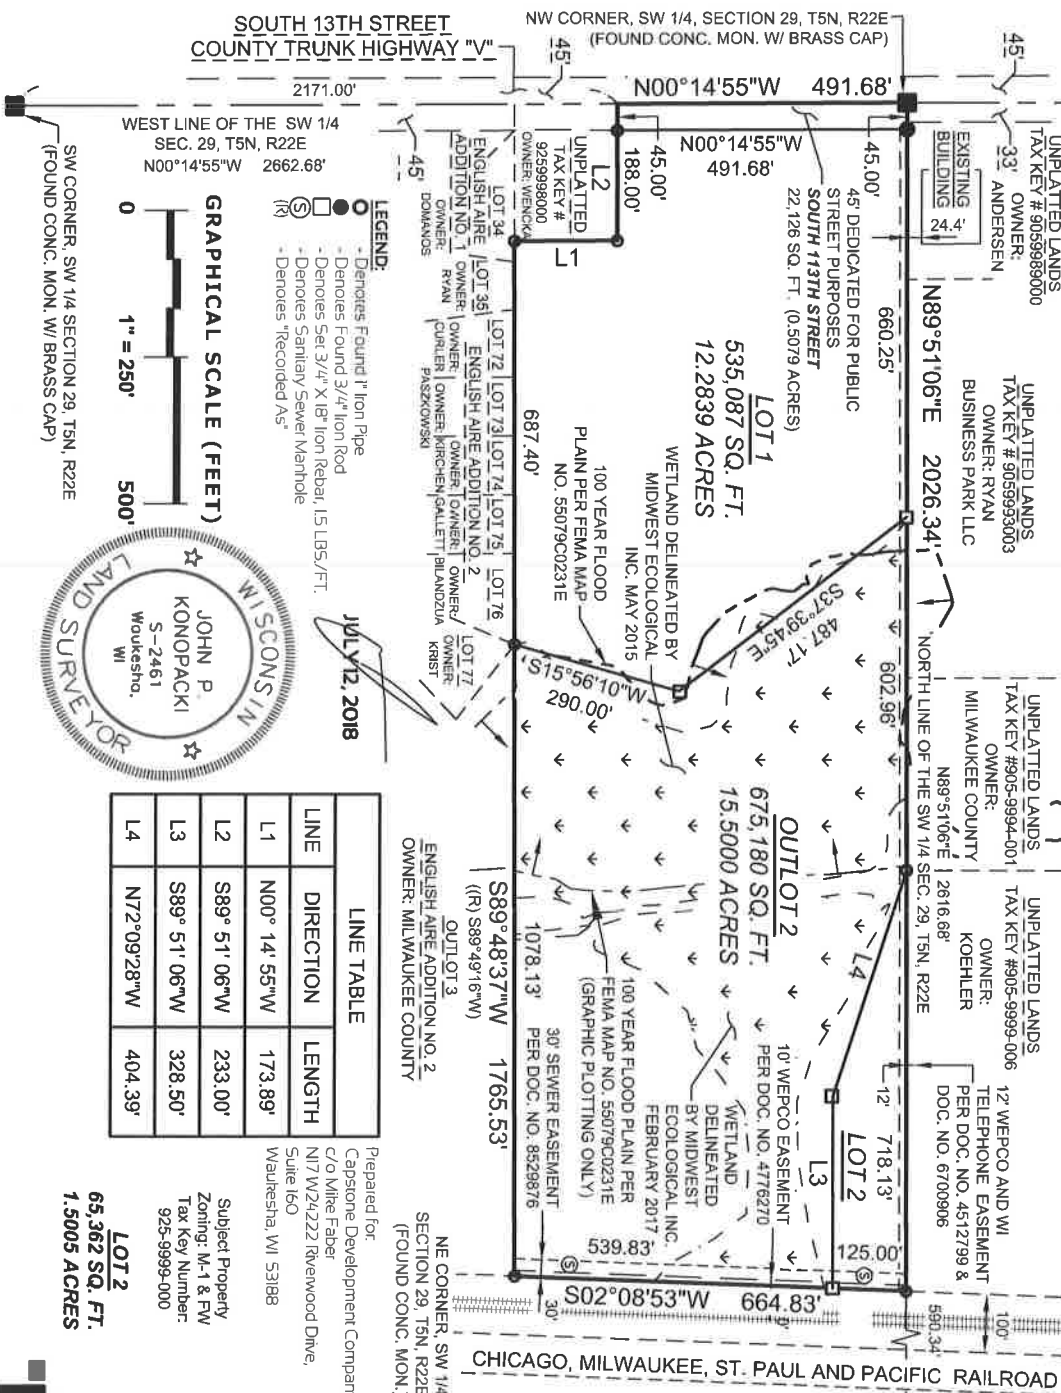 SOUTH 13TH STREET
COUNTY TRUNK HIGHWAY "V"
NW CORNER, SW 1/4, SECTION 29, T5N, R22E
(FOUND CONC. MON. W/ BRASS CAP)
45'
45'
33'
2171.00'
N00°14'55"W 491.68'
WEST LINE OF THE SW 1/4
SEC. 29, T5N, R22E
N00°14'55"W 2662.68'
45'
N00°14'55"W
491.68'
SW CORNER, SW 1/4 SECTION 29, T5N, R22E
(FOUND CONC. MON. W/ BRASS CAP)
UNPLATTED LANDS
TAX KEY # 9059989000
OWNER:
ANDERSEN
EXISTING
BUILDING
24.4'
45.00'
45.00'
188.00'
L2
L1
UNPLATTED
TAX KEY #
9259998000
OWNER: WENCKA
45' DEDICATED FOR PUBLIC
STREET PURPOSES
SOUTH 113TH STREET
22,126 SQ. FT. (0.5079 ACRES)
N89°51'06"E 2026.34'
660.25'
UNPLATTED LANDS
TAX KEY # 9059993003
OWNER: RYAN
BUSINESS PARK LLC
LOT 1
535,087 SQ. FT.
12.2839 ACRES
WETLAND DELINEATED BY
MIDWEST ECOLOGICAL
INC. MAY 2015
100 YEAR FLOOD
PLAIN PER FEMA MAP
NO. 55079C0231E
687.40'
S37°39'45"E
487.17'
S15°56'10"W
290.00'
LOT 34
ENGLISH AIRE
ADDITION NO. 1
OWNER:
DOMANOS
LOT 35
OWNER:
RYAN
LOT 72 LOT 73 LOT 74 LOT 75 LOT 76
ENGLISH AIRE ADDITION NO. 2
OWNER:
CURLER
OWNER:
PASZKOWSKI
OWNER:
KIRCHEN
OWNER:
GALLETT
OWNER:
BILANDZIJA
LOT 77
OWNER:
KRIST
LEGEND:
- Denotes Found 1" Iron Pipe
- Denotes Found 3/4" Iron Rod
- Denotes Set 3/4" X 18" Iron Rebar, 1.5 LBS./FT.
Ⓢ - Denotes Sanitary Sewer Manhole
(R) - Denotes "Recorded As"
GRAPHICAL SCALE (FEET)
0 1" = 250' 500'
WISCONSIN
JOHN P.
KONOPACKI
S-2461
Waukesha,
WI
LAND SURVEYOR
JULY 12, 2018
UNPLATTED LANDS
TAX KEY #905-9994-001
OWNER:
MILWAUKEE COUNTY
N89°51'06"E 2616.68'
NORTH LINE OF THE SW 1/4 SEC. 29, T5N, R22E
602.96'
UNPLATTED LANDS
TAX KEY #905-9999-006
OWNER:
KOEHLER
12' WEPCO AND WI
TELEPHONE EASEMENT
PER DOC. NO. 4512799 &
DOC. NO. 6700906
OUTLOT 2
675,180 SQ. FT.
15.5000 ACRES
L4
12'
718.13'
LOT 2
L3
10' WEPCO EASEMENT
PER DOC. NO. 4776270
WETLAND
DELINEATED
BY MIDWEST
ECOLOGICAL INC.
FEBRUARY 2017
100 YEAR FLOOD PLAIN PER
FEMA MAP NO. 55079C0231E
(GRAPHIC PLOTTING ONLY)
30' SEWER EASEMENT
PER DOC. NO. 8529876
1078.13'
S89°48'37"W 1765.53'
((R) S89°49'16"W)
OUTLOT 3
ENGLISH AIRE ADDITION NO. 2
OWNER: MILWAUKEE COUNTY
539.83'
125.00'
Ⓢ
Ⓢ
S02°08'53"W 664.83'
30'
100'
590.34'
CHICAGO, MILWAUKEE, ST. PAUL AND PACIFIC RAILROAD
NE CORNER, SW 1/4
SECTION 29, T5N, R22E
(FOUND CONC. MON.
LINE TABLE
LINE DIRECTION LENGTH
L1 N00° 14' 55"W 173.89'
L2 S89° 51' 06"W 233.00'
L3 S89° 51' 06"W 328.50'
L4 N72°09'28"W 404.39'
Prepared for:
Capstone Development Compan
c/o Mike Faber
N17 W24222 Riverwood Drive,
Suite 160
Waukesha, WI 53188
Subject Property
Zoning: M-1 & FW
Tax Key Number:
925-9999-000
LOT 2
65,362 SQ. FT.
1.5005 ACRES